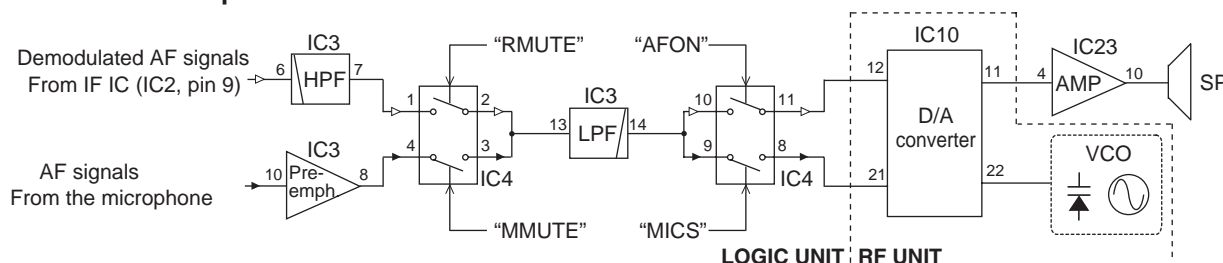 Demodulated AF signals
From IF IC (IC2, pin 9)
6
IC3
HPF
7
"RMUTE"
1
2
"AFON"
10
11
IC10
12
11
D/A
converter
IC23
4
AMP
10
SP
IC3
13
LPF
14
AF signals
From the microphone
10
IC3
Pre-
emph
8
4
3
IC4
"MMUTE"
9
8
IC4
"MICS"
21
22
VCO
LOGIC UNIT
RF UNIT